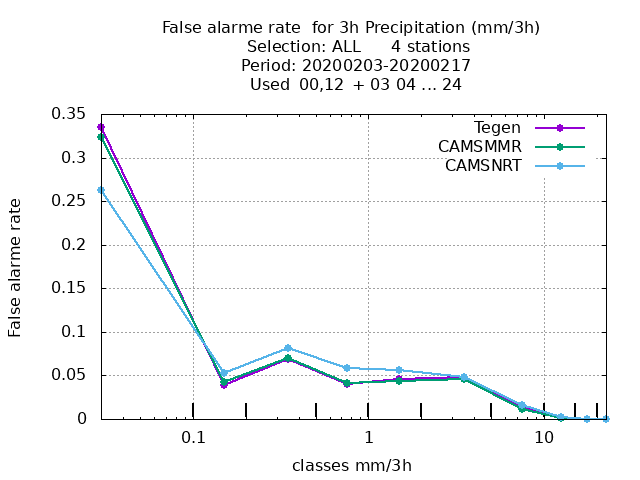 False alarme rate  for 3h Precipitation (mm/3h)
Selection: ALL      4 stations
Period: 20200203-20200217
Used  00,12  + 03 04 ... 24
Tegen
CAMSMMR
CAMSNRT
0.35
0.3
0.25
0.2
0.15
0.1
0.05
0
False alarme rate
0.1 1 10
classes mm/3h